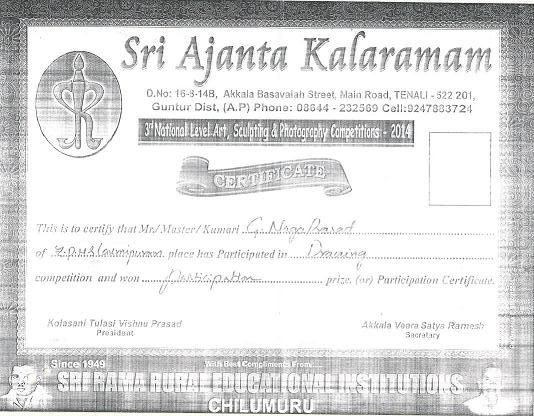 Sri Ajanta Kalaramam
D.No: 16-8-14B, Akkala Basavaiah Street, Main Road, TENALI - 522 201,
Guntur Dist, (A.P) Phone: 08644 - 232569 Cell:9247883724
3rd National Level Art, Sculpting & Photography Competitions - 2014
CERTIFICATE
This is to certify that Mr/ Master/ Kumari G. Naga Prasad
of place has Participated in Drawing
competition and won participation prize. (or) Participation Certificate.
Kolasani Tulasi Vishnu Prasad
President
Akkala Veera Satya Ramesh
Secretary
Since 1949
With Best Compliments From....
SRI RAMA RURAL EDUCATIONAL INSTITUTIONS
CHILUMURU